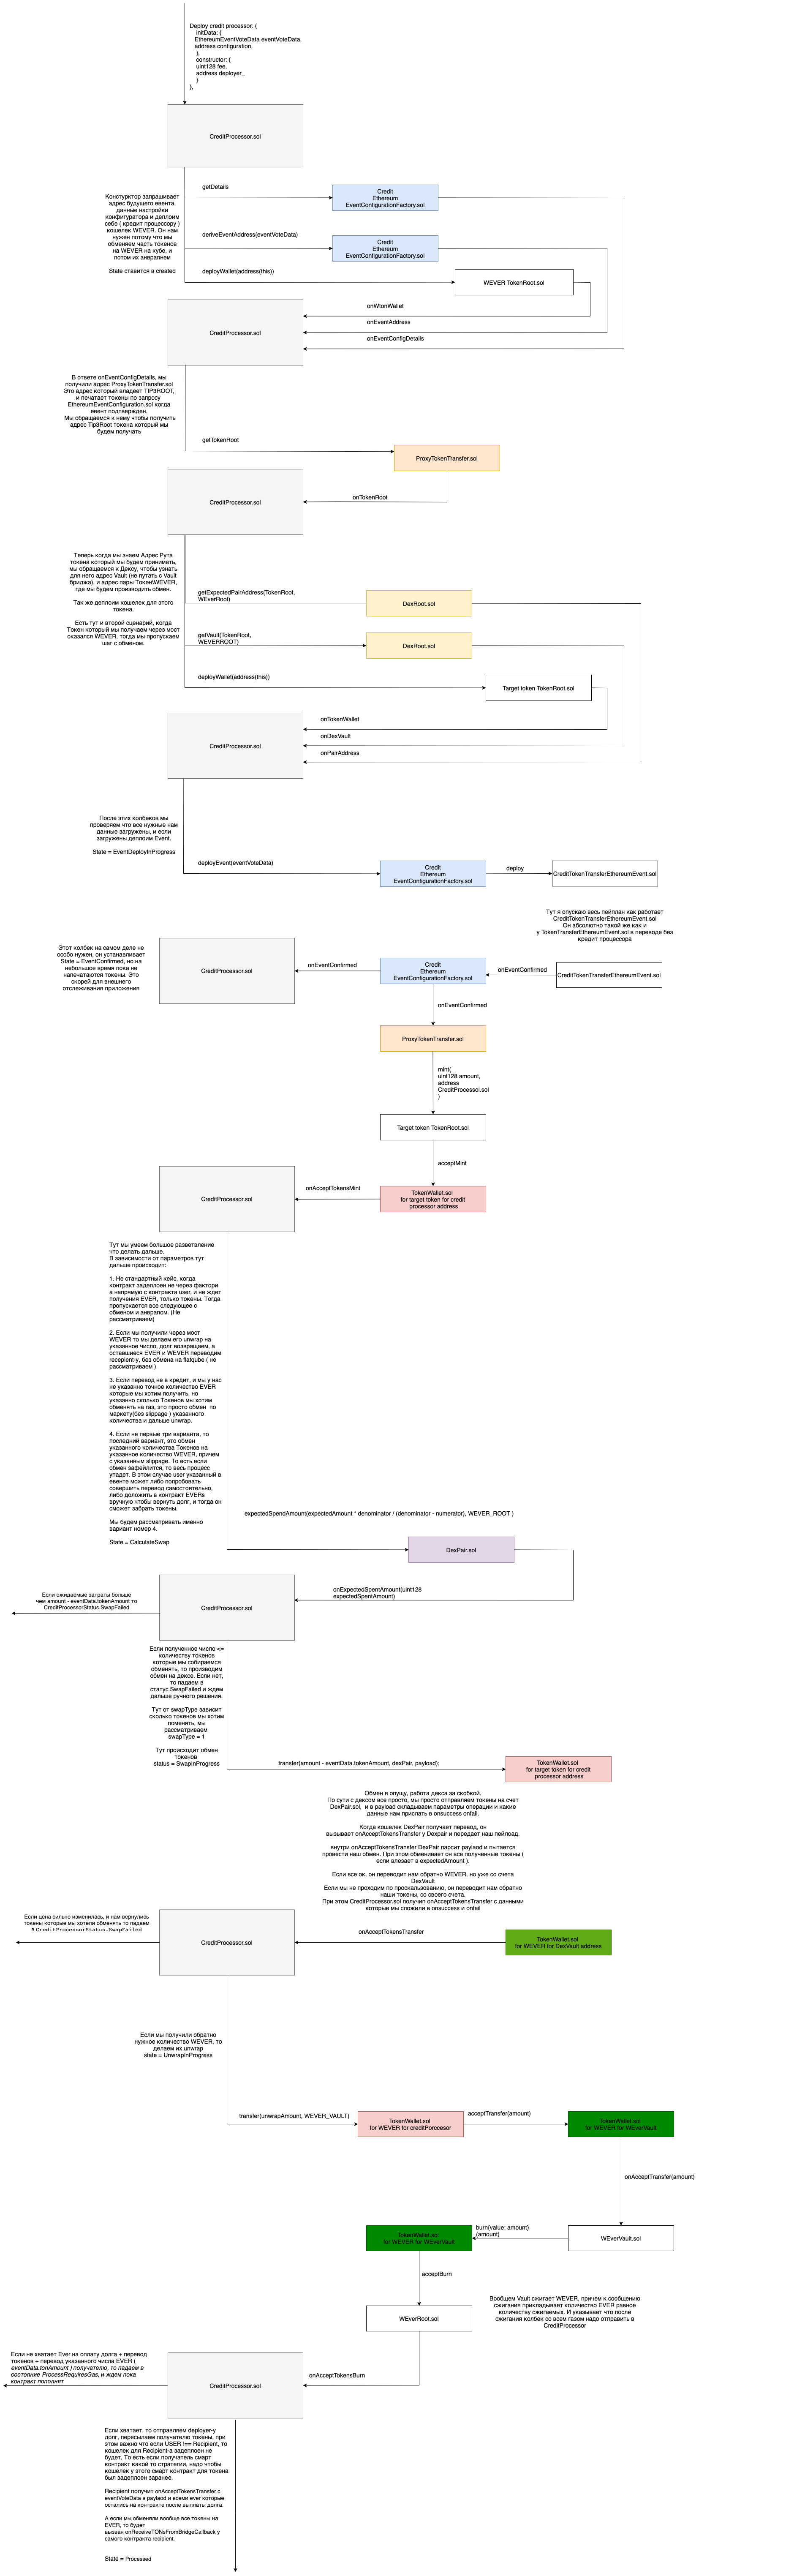 Deploy credit processor: {
initData: {
EthereumEventVoteData eventVoteData,
address configuration,
},
constructor: {
uint128 fee,
address deployer_
}
},
CreditProcessor.sol
Констурктор запрашивает
адрес будущего евента,
данные настройки
конфигуратора и деплоим
себе ( кредит процессору )
кошелек WEVER. Он нам
нужен потому что мы
обменяем часть токенов
на WEVER на кубе, и
потом их анврапнем
State ставится в created
getDetails
Credit
Ethereum
EventConfigurationFactory.sol
deriveEventAddress(eventVoteData)
Credit
Ethereum
EventConfigurationFactory.sol
deployWallet(address(this))
WEVER TokenRoot.sol
onWtonWallet
onEventAddress
onEventConfigDetails
CreditProcessor.sol
В ответе onEventConfigDetails, мы
получили адрес ProxyTokenTransfer.sol
Это адрес который владеет TIP3ROOT,
и печатает токены по запросу
EthereumEventConfiguration.sol когда
евент подтвержден.
Мы обращаемся к нему чтобы получить
адрес Tip3Root токена который мы
будем получать
getTokenRoot
ProxyTokenTransfer.sol
onTokenRoot
CreditProcessor.sol
Теперь когда мы знаем Адрес Рута
токена который мы будем принимать,
мы обращаемся к Дексу, чтобы узнать
для него адрес Vault (не путать с Vault
бриджа), и адрес пары Токен\WEVER,
где мы будем производить обмен.
Так же деплоим кошелек для этого
токена.
Есть тут и второй сценарий, когда
Токен который мы получаем через мост
оказался WEVER, тогда мы пропускаем
шаг с обменом.
getExpectedPairAddress(TokenRoot,
WEverRoot)
DexRoot.sol
getVault(TokenRoot,
WEVERROOT)
DexRoot.sol
deployWallet(address(this))
Target token TokenRoot.sol
onTokenWallet
onDexVault
onPairAddress
CreditProcessor.sol
После этих колбеков мы
проверяем что все нужные нам
данные загружены, и если
загружены деплоим Event.
State = EventDeployInProgress
deployEvent(eventVoteData)
Credit
Ethereum
EventConfigurationFactory.sol
deploy
CreditTokenTransferEthereumEvent.sol
Тут я опускаю весь пейплан как работает
CreditTokenTransferEthereumEvent.sol
Он абсолютно такой же как и
у TokenTransferEthereumEvent.sol в переводе без
кредит процессора
Этот колбек на самом деле не
особо нужен, он устанавливает
State = EventConfirmed, но на
небольшое время пока не
напечатаются токены. Это
скорей для внешнего
отслеживания приложения
CreditProcessor.sol
onEventConfirmed
Credit
Ethereum
EventConfigurationFactory.sol
onEventConfirmed
CreditTokenTransferEthereumEvent.sol
onEventConfirmed
ProxyTokenTransfer.sol
mint(
uint128 amount,
address
CreditProcessol.sol
)
Target token TokenRoot.sol
acceptMint
CreditProcessor.sol
onAcceptTokensMint
TokenWallet.sol
for target token for credit
processor address
Тут мы умеем большое разветвление
что делать дальше.
В зависимости от параметров тут
дальше происходит:
1. Не стандартный кейс, когда
контракт задеплоен не через фактори
а напрямую с контракта user, и не ждет
получения EVER, только токены. Тогда
пропускается все следующее с
обменом и анврапом. (Не
рассматриваем)
2. Если мы получили через мост
WEVER то мы делаем его unwrap на
указанное число, долг возвращаем, а
оставшиеся EVER и WEVER переводим
recepient-у, без обмена на flatqube ( не
рассматриваем )
3. Если перевод не в кредит, и мы у нас
не указанно точное количество EVER
которые мы хотим получить, но
указанно сколько Токенов мы хотим
обменять на газ, это просто обмен по
маркету(без slippage ) указанного
количества и дальше unwrap.
4. Если не первые три варианта, то
последний вариант, это обмен
указанного количества Токенов на
указанное количество WEVER, причем
с указанным slippage. То есть если
обмен зафейлится, то весь процесс
упадет. В этом случае user указанный в
евенте может либо попробовать
совершить перевод самостоятельно,
либо доложить в контракт EVERs
вручную чтобы вернуть долг, и тогда он
сможет забрать токены.
Мы будем рассматривать именно
вариант номер 4.
State = CalculateSwap
expectedSpendAmount(expectedAmount * denominator / (denominator - numerator), WEVER_ROOT )
DexPair.sol
onExpectedSpentAmount(uint128
expectedSpentAmount)
Если ожидаемые затраты больше
чем amount - eventData.tokenAmount то
CreditProcessorStatus.SwapFailed
CreditProcessor.sol
Если полученное число <=
количеству токенов
которые мы собираемся
обменять, то производим
обмен на дексе. Если нет,
то падаем в
статус SwapFailed и ждем
дальше ручного решения.
Тут от swapType зависит
сколько токенов мы хотим
поменять, мы
рассматриваем
swapType = 1
Тут происходит обмен
токенов
status = SwapInProgress
transfer(amount - eventData.tokenAmount, dexPair, payload);
TokenWallet.sol
for target token for credit
processor address
Обмен я опущу, работа декса за скобкой.
По сути с дексом все просто, мы просто отправляем токены на счет
DexPair.sol, и в payload складываем параметры операции и какие
данные нам прислать в onsuccess onfail.
Когда кошелек DexPair получает перевод, он
вызывает onAcceptTokensTransfer у Dexpair и передает наш пейлоад.
внутри onAcceptTokensTransfer DexPair парсит paylaod и пытается
провести наш обмен. При этом обменивает он все полученные токены (
если влезает в expectedAmount ).
Если все ок, он переводит нам обратно WEVER, но уже со счета
DexVault
Если мы не проходим по проскальзованию, он переводит нам обратно
наши токены, со своего счета.
При этом CreditProcessor.sol получил onAcceptTokensTransfer с данными
которые мы сложили в onsuccess и onfail
Если цена сильно изменилась, и нам вернулись
токены которые мы хотели обменять то падаем
в CreditProcessorStatus.SwapFailed
CreditProcessor.sol
onAcceptTokensTransfer
TokenWallet.sol
for WEVER for DexVault address
Если мы получили обратно
нужное количество WEVER, то
делаем их unwrap
state = UnwrapInProgress
transfer(unwrapAmount, WEVER_VAULT)
TokenWallet.sol
for WEVER for creditPorccesor
acceptTransfer(amount)
TokenWallet.sol
for WEVER for WEverVault
onAcceptTransfer(amount)
TokenWallet.sol
for WEVER for WEverVault
burn(value: amount)
(amount)
WEverVault.sol
acceptBurn
WEverRoot.sol
Вообщем Vault сжигает WEVER, причем к сообщению
сжигания прикладывает количество EVER равное
количеству сжигаемых. И указывает что после
сжигания колбек со всем газом надо отправить в
CreditProcessor
Если не хватает Ever на оплату долга + перевод
токенов + перевод указанного числа EVER (
eventData.tonAmount ) получателю, то падаем в
состояние ProcessRequiresGas, и ждем пока
контракт пополнят
CreditProcessor.sol
onAcceptTokensBurn
Если хватает, то отправляем deployer-у
долг, пересылаем получателю токены, при
этом важно что если USER !== Recipient, то
кошелек для Recipient-а задеплоен не
будет, То есть если получатель смарт
контракт какой то стратегии, надо чтобы
кошелек у этого смарт контракт для токена
был задеплоен заранее.
Recipient получит onAcceptTokensTransfer с
eventVoteData в paylaod и всеми ever которые
остались на контракте после выплаты долга.
А если мы обменяли вообще все токены на
EVER, то будет
вызван onReceiveTONsFromBridgeCallback у
самого контракта recipient.
State = Processed